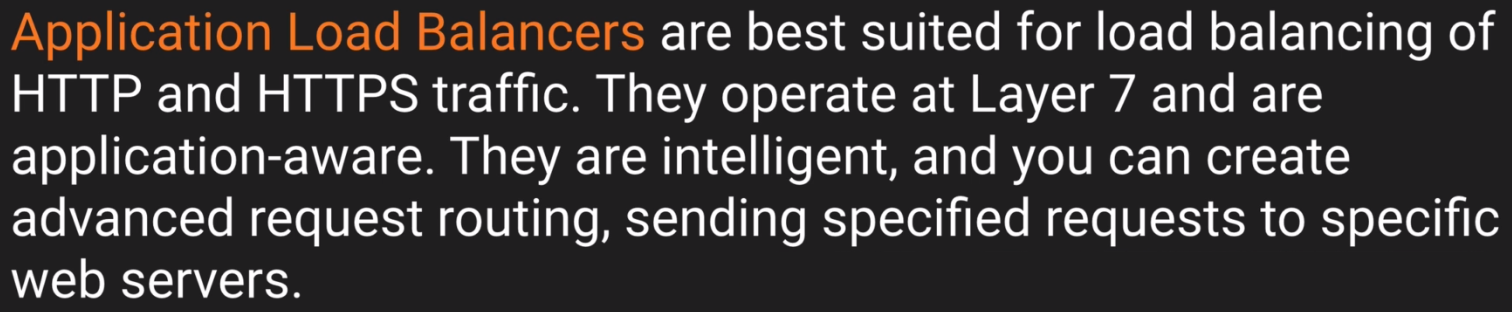 Application Load Balancers are best suited for load balancing of
HTTP and HTTPS traffic. They operate at Layer 7 and are
application-aware. They are intelligent, and you can create
advanced request routing, sending specified requests to specific
web servers.